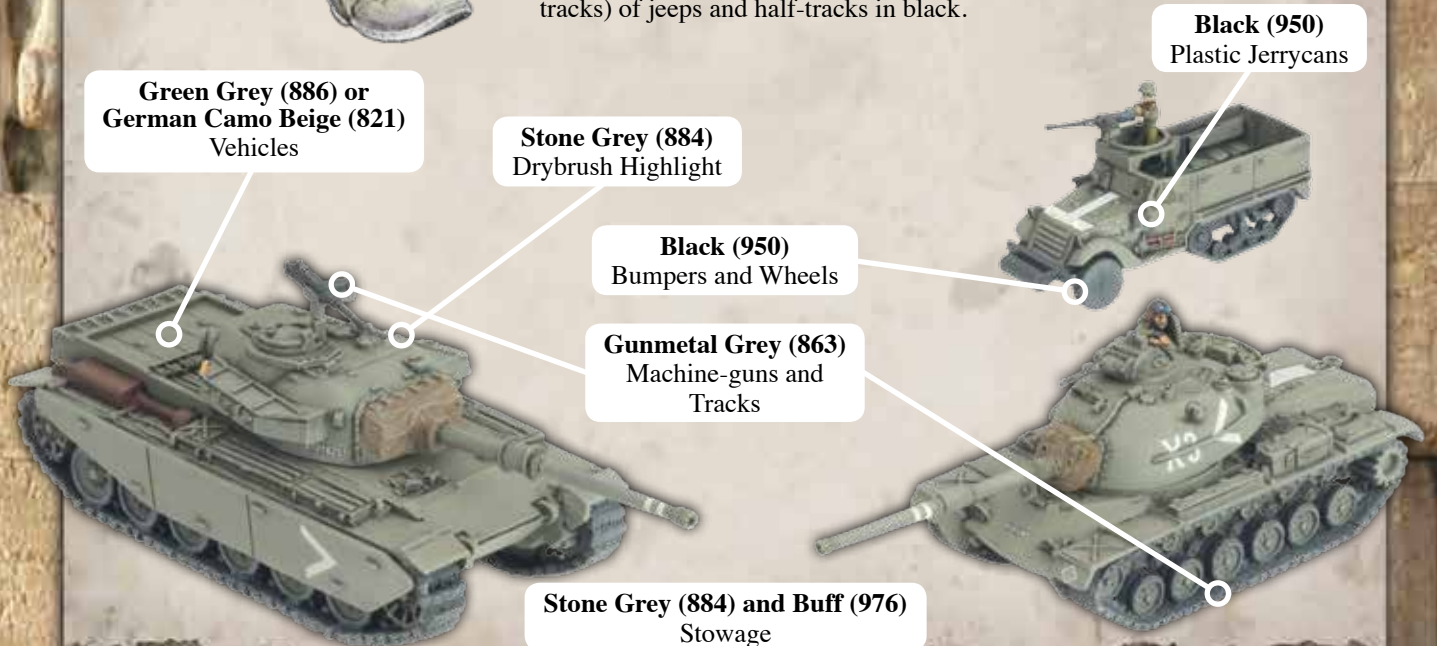 tracks) of jeeps and half-tracks in black.
Black (950)
Plastic Jerrycans
Green Grey (886) or
German Camo Beige (821)
Vehicles
Stone Grey (884)
Drybrush Highlight
Black (950)
Bumpers and Wheels
Gunmetal Grey (863)
Machine-guns and
Tracks
Stone Grey (884) and Buff (976)
Stowage